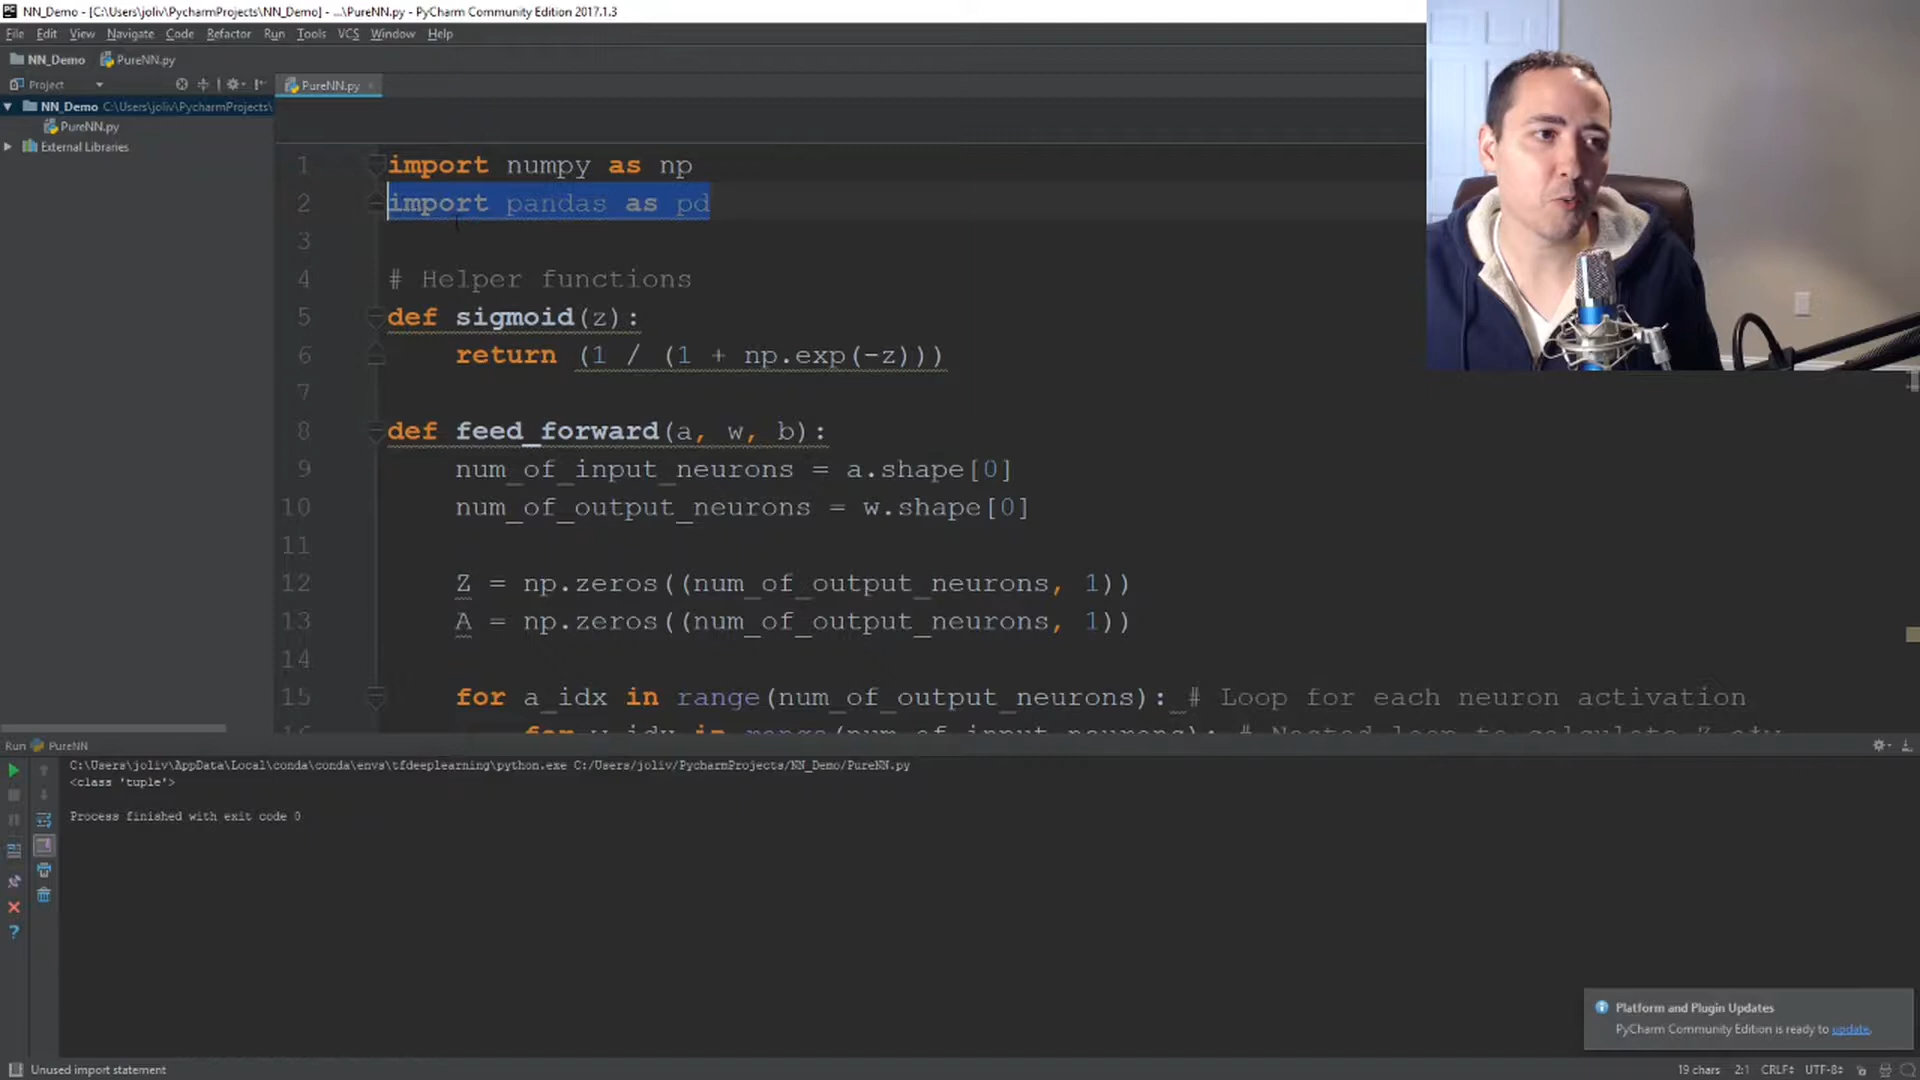 NN_Demo - [C:\Users\joliv\PycharmProjects\NN_Demo] - ...\PureNN.py - PyCharm Community Edition 2017.1.3
File Edit View Navigate Code Refactor Run Tools VCS Window Help
NN_Demo PureNN.py
Project
PureNN.py
NN_Demo C:\Users\joliv\PycharmProjects\
PureNN.py
External Libraries
1 import numpy as np
2 import pandas as pd
3
4 # Helper functions
5 def sigmoid(z):
6 return (1 / (1 + np.exp(-z)))
7
8 def feed_forward(a, w, b):
9 num_of_input_neurons = a.shape[0]
10 num_of_output_neurons = w.shape[0]
11
12 Z = np.zeros((num_of_output_neurons, 1))
13 A = np.zeros((num_of_output_neurons, 1))
14
15 for a_idx in range(num_of_output_neurons): # Loop for each neuron activation
Run PureNN
C:\Users\joliv\AppData\Local\conda\conda\envs\tfdeeplearning\python.exe C:/Users/joliv/PycharmProjects/NN_Demo/PureNN.py
<class 'tuple'>
Process finished with exit code 0
Platform and Plugin Updates
PyCharm Community Edition is ready to update.
Unused import statement 19 chars 2:1 CRLF UTF-8